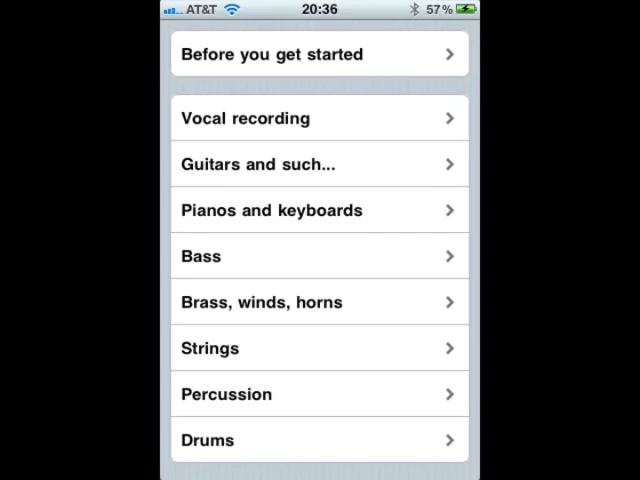 AT&T 20:36 57%
Before you get started
Vocal recording
Guitars and such...
Pianos and keyboards
Bass
Brass, winds, horns
Strings
Percussion
Drums